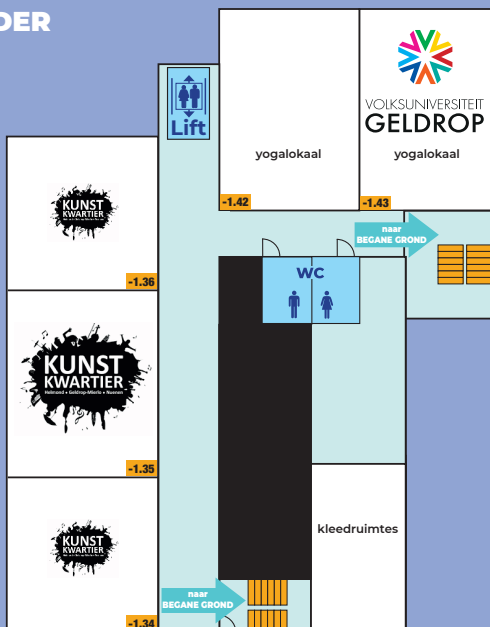 DER
Lift
yogalokaal
-1.42
VOLKSUNIVERSITEIT
GELDROP
yogalokaal
-1.43
naar
BEGANE GROND
KUNST
KWARTIER
-1.36
WC
KUNST
KWARTIER
Helmond • Geldrop-Mierlo • Nuenen
-1.35
kleedruimtes
KUNST
KWARTIER
-1.34
naar
BEGANE GROND